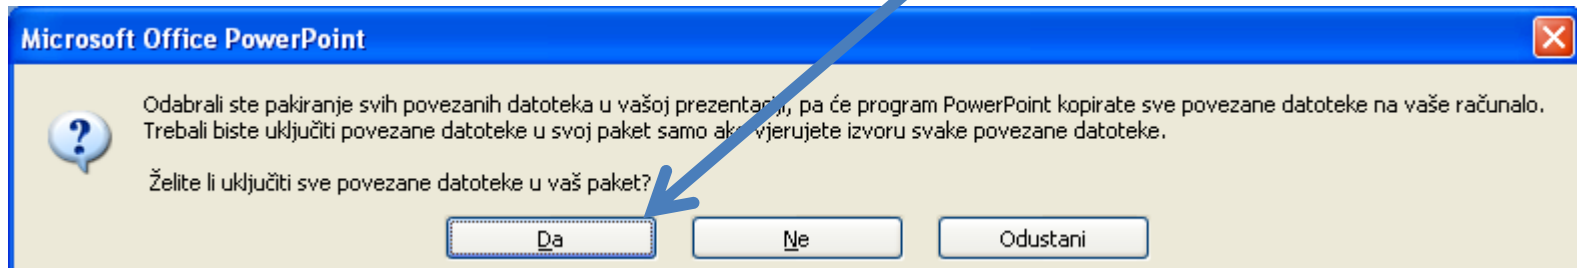 Microsoft Office PowerPoint
Odabrali ste pakiranje svih povezanih datoteka u vašoj prezentaciji, pa će program PowerPoint kopirate sve povezane datoteke na vaše računalo.
Trebali biste uključiti povezane datoteke u svoj paket samo ako vjerujete izvoru svake povezane datoteke.
Želite li uključiti sve povezane datoteke u vaš paket?
Da
Ne
Odustani